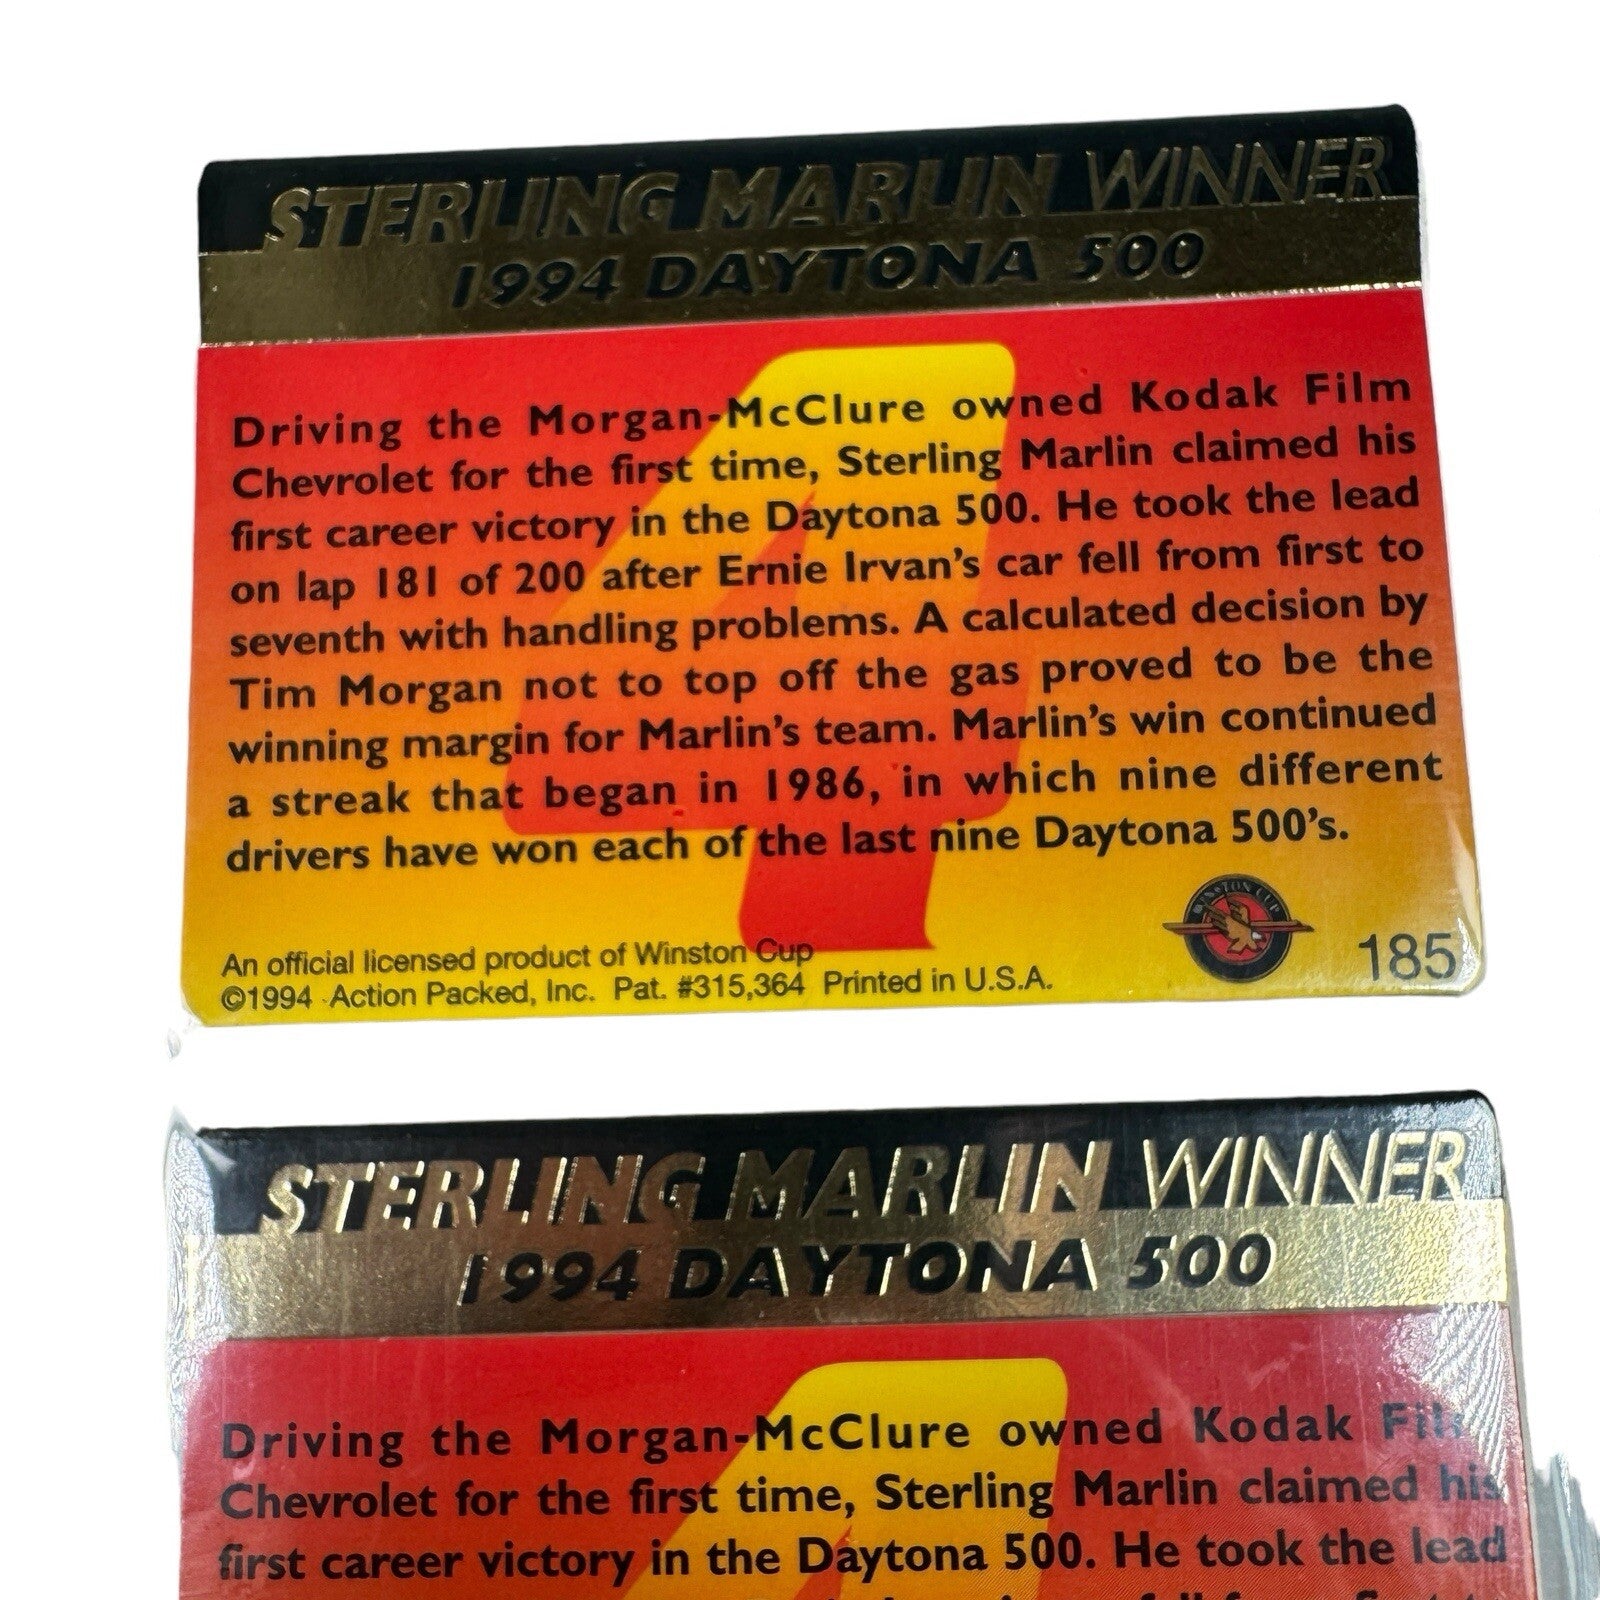 STERLING MARLIN WINNER
1994 DAYTONA 500
Driving the Morgan-McClure owned Kodak Film
Chevrolet for the first time, Sterling Marlin claimed his
first career victory in the Daytona 500. He took the lead
on lap 181 of 200 after Ernie Irvan's car fell from first to
seventh with handling problems. A calculated decision by
Tim Morgan not to top off the gas proved to be the
winning margin for Marlin's team. Marlin's win continued
a streak that began in 1986, in which nine different
drivers have won each of the last nine Daytona 500's.
WINSTON CUP
An official licensed product of Winston Cup
©1994 Action Packed, Inc. Pat. #315,364 Printed in U.S.A.
185
STERLING MARLIN WINNER
1994 DAYTONA 500
Driving the Morgan-McClure owned Kodak
Chevrolet for the first time, Sterling Marlin claimed his
first career victory in the Daytona 500. He took the lead